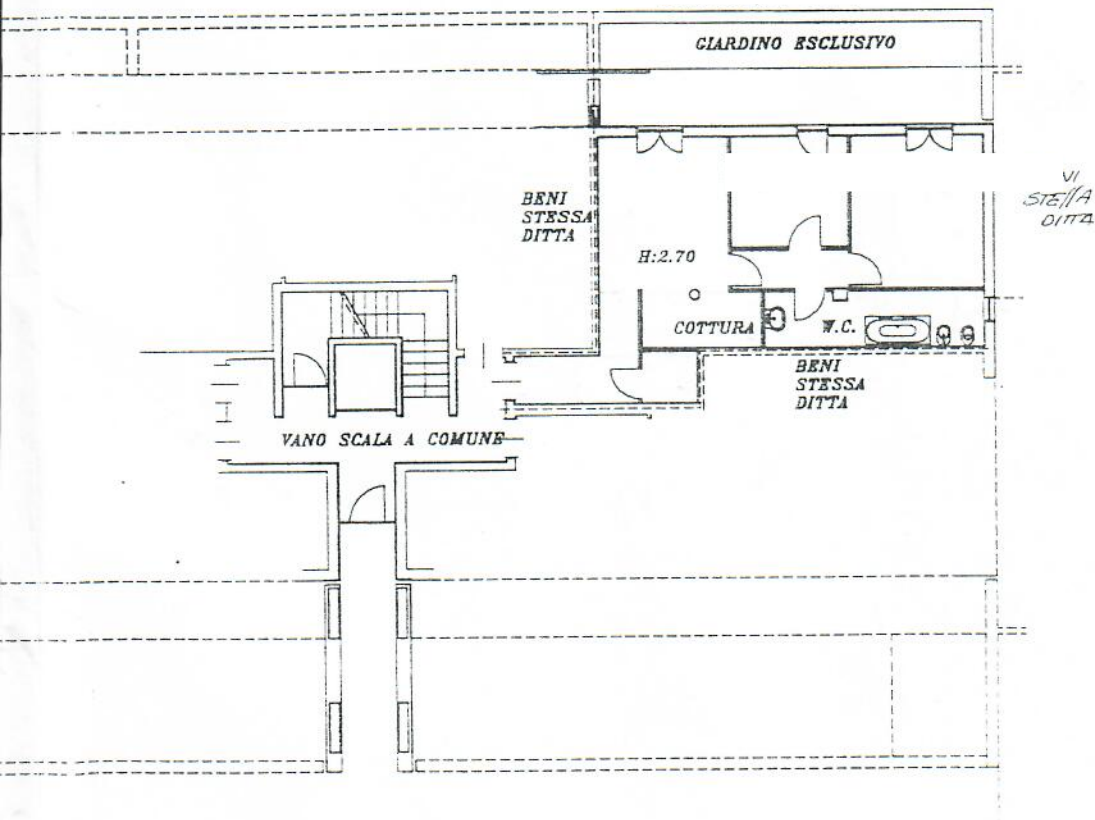 GIARDINO ESCLUSIVO
BENI
STESSA
DITTA
VI
STESSA
DITTA
H:2.70
COTTURA
W.C.
BENI
STESSA
DITTA
VANO SCALA A COMUNE